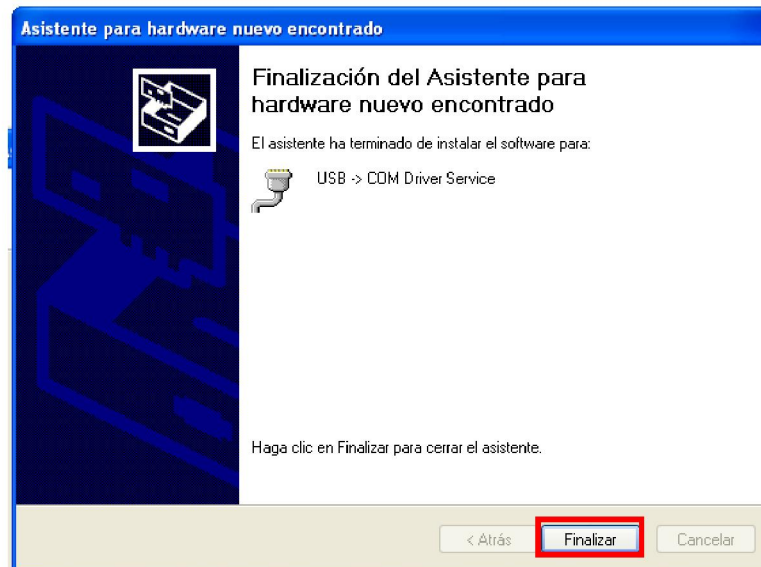 Asistente para hardware nuevo encontrado
Finalización del Asistente para
hardware nuevo encontrado
El asistente ha terminado de instalar el software para:
USB -> COM Driver Service
Haga clic en Finalizar para cerrar el asistente.
< Atrás Finalizar Cancelar